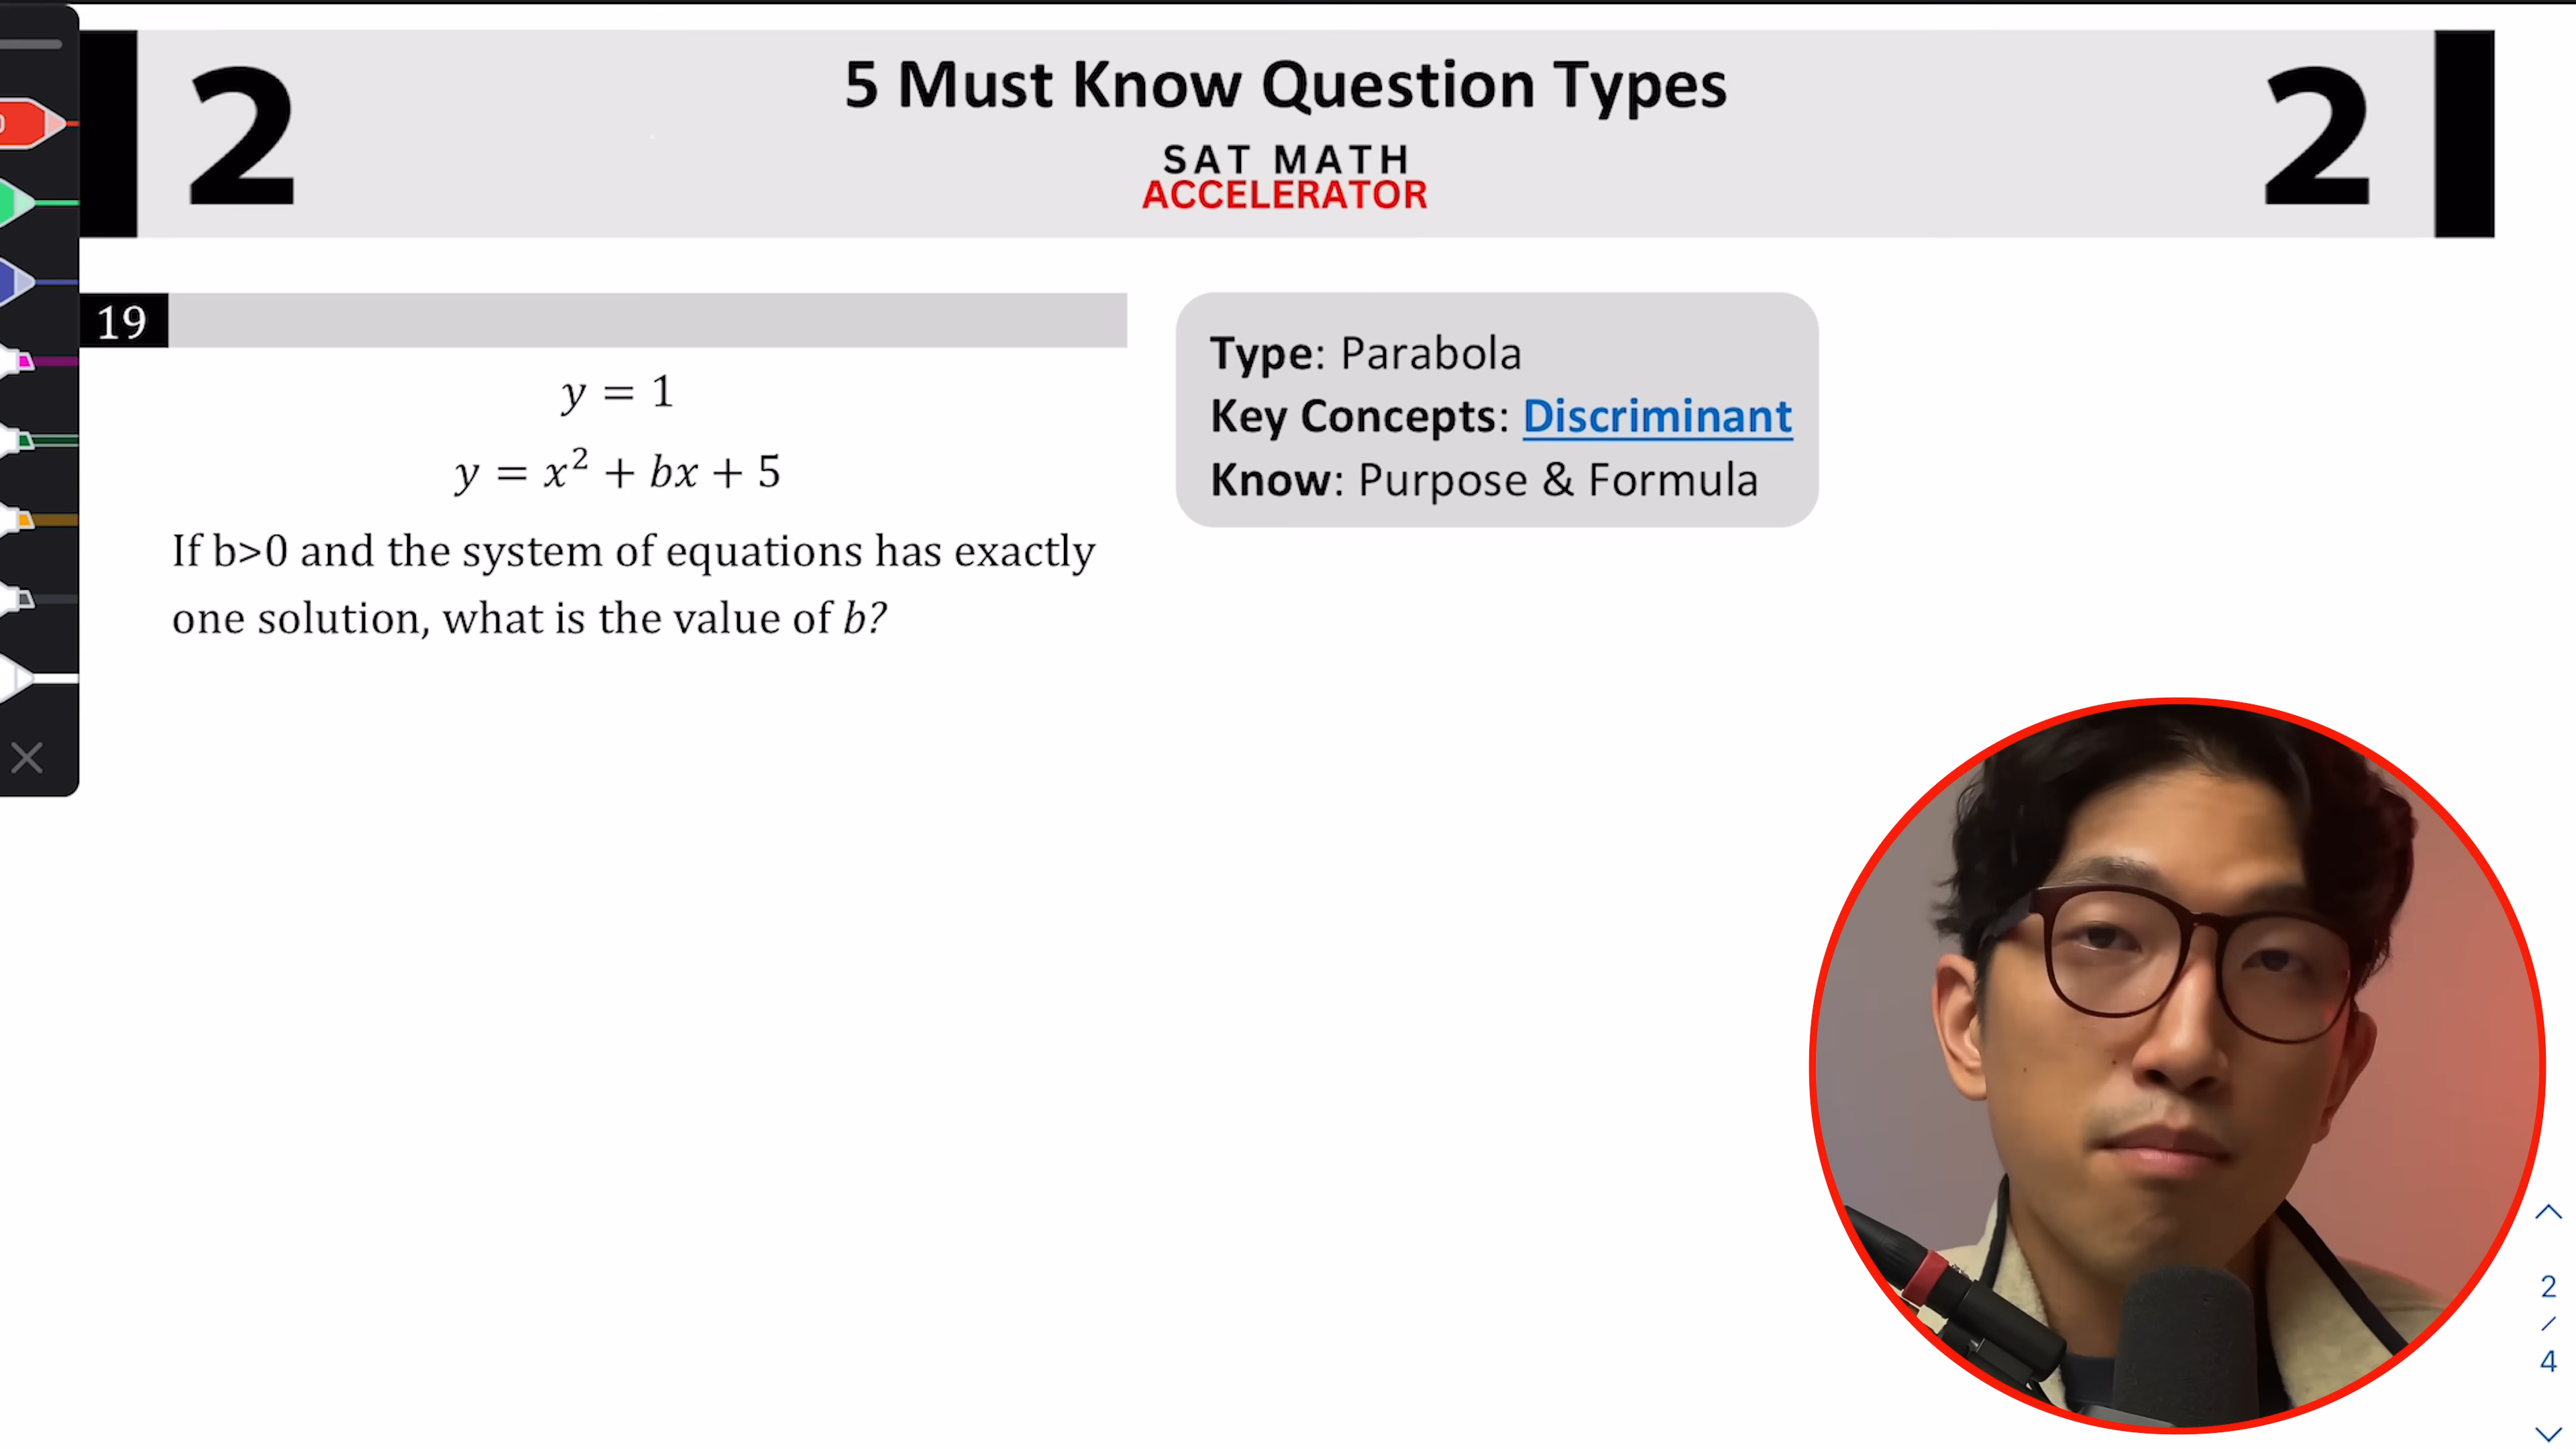 2
5 Must Know Question Types
SAT MATH
ACCELERATOR
2
19
y = 1
y = x² + bx + 5
If b>0 and the system of equations has exactly
one solution, what is the value of b?
Type: Parabola
Key Concepts: Discriminant
Know: Purpose & Formula
2
/
4